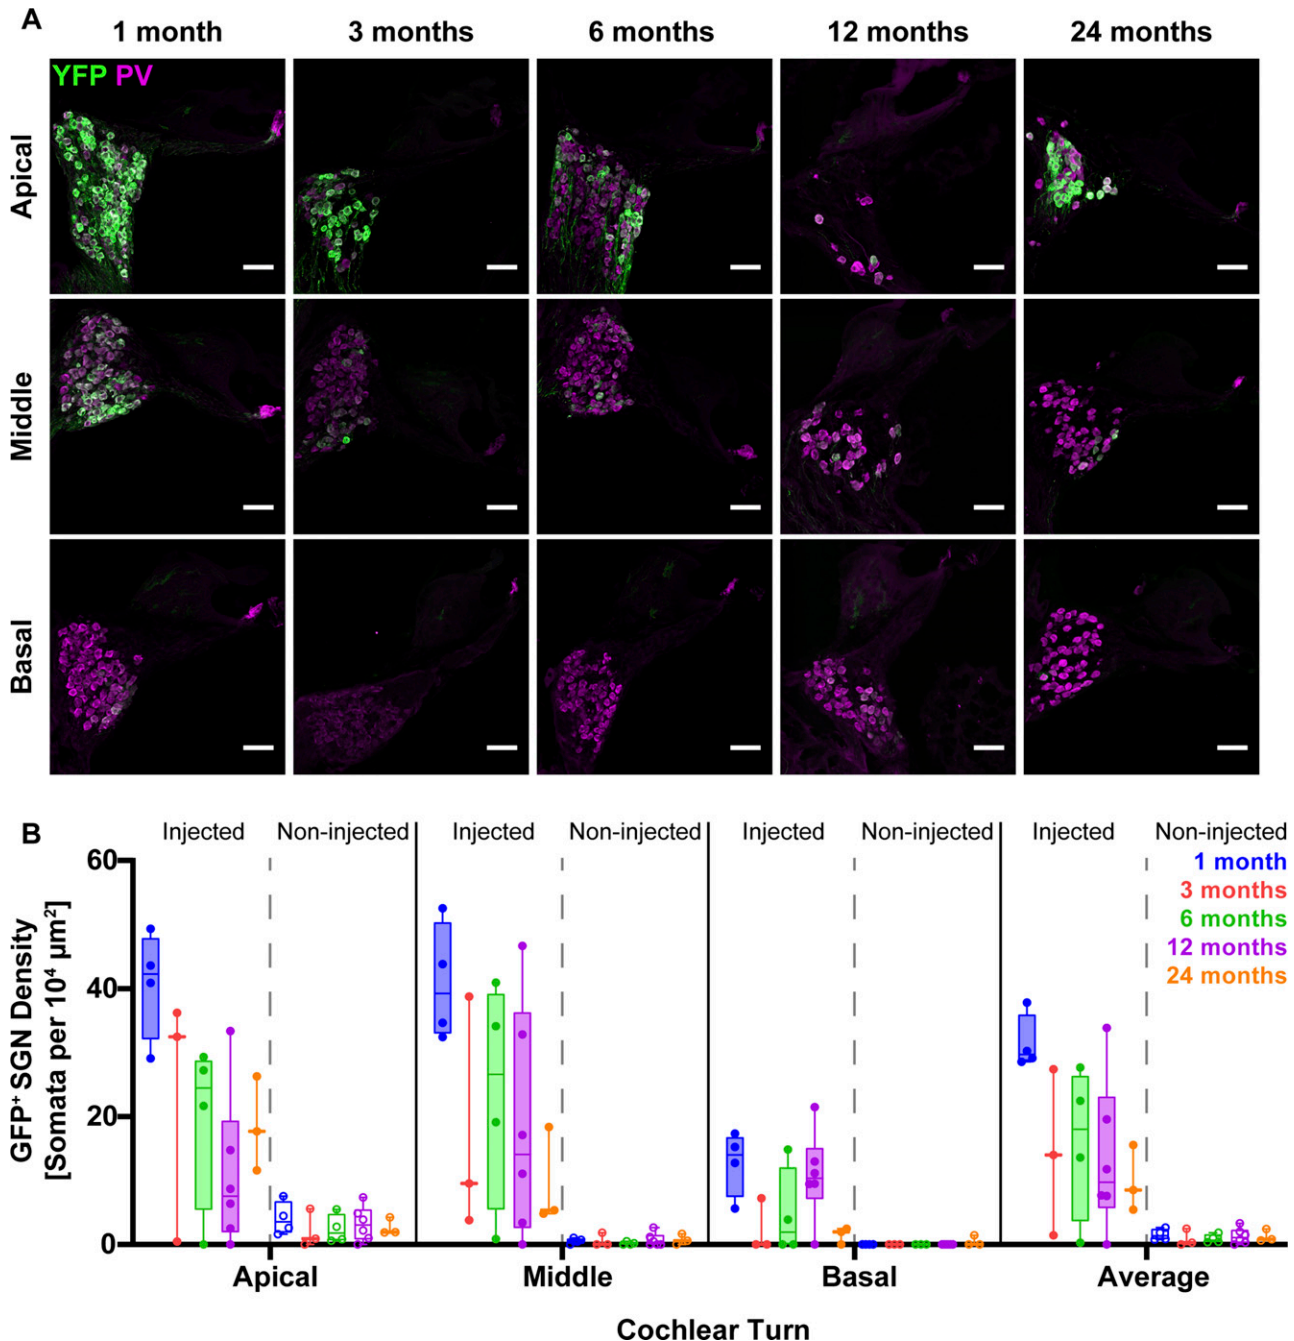 A
1 month 3 months 6 months 12 months 24 months
YFP PV
Apical
Middle
Basal
B
Injected Non-injected Injected Non-injected Injected Non-injected Injected Non-injected
1 month
3 months
6 months
12 months
24 months
GFP⁺ SGN Density
[Somata per 10⁴ µm²]
60
40
20
0
Apical Middle Basal Average
Cochlear Turn